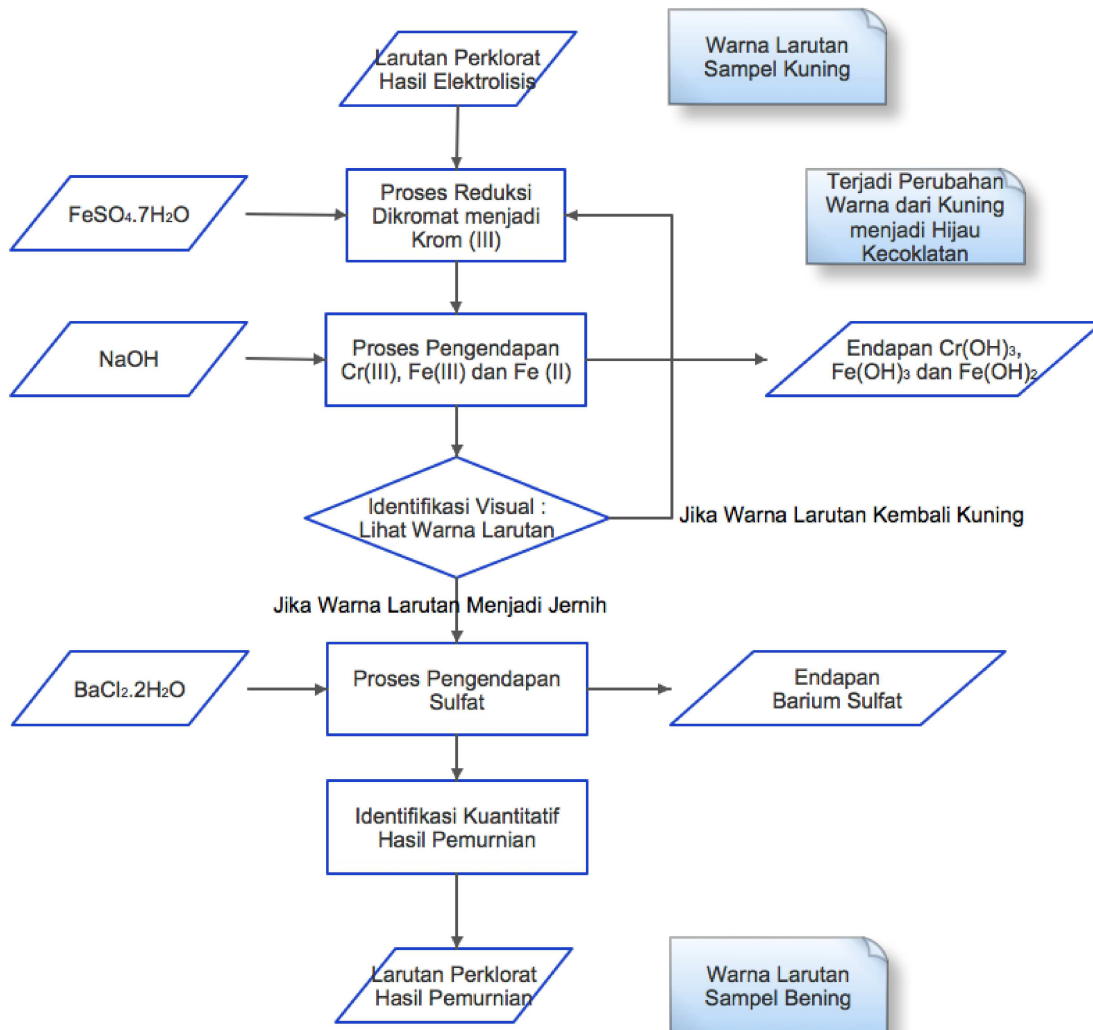 Larutan Perklorat
Hasil Elektrolisis
Warna Larutan
Sampel Kuning
FeSO₄.7H₂O
Proses Reduksi
Dikromat menjadi
Krom (III)
Terjadi Perubahan
Warna dari Kuning
menjadi Hijau
Kecoklatan
NaOH
Proses Pengendapan
Cr(III), Fe(III) dan Fe (II)
Endapan Cr(OH)₃,
Fe(OH)₃ dan Fe(OH)₂
Identifikasi Visual :
Lihat Warna Larutan
Jika Warna Larutan Kembali Kuning
Jika Warna Larutan Menjadi Jernih
BaCl₂.2H₂O
Proses Pengendapan
Sulfat
Endapan
Barium Sulfat
Identifikasi Kuantitatif
Hasil Pemurnian
Larutan Perklorat
Hasil Pemurnian
Warna Larutan
Sampel Bening